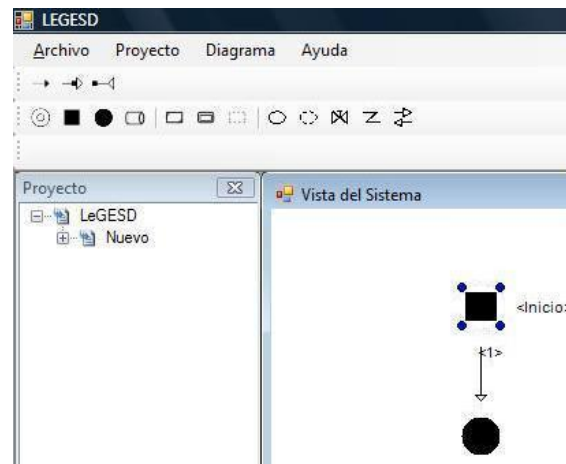 LEGESD
Archivo Proyecto Diagrama Ayuda
Proyecto
Vista del Sistema
LeGESD
Nuevo
<Inicio>
<1>